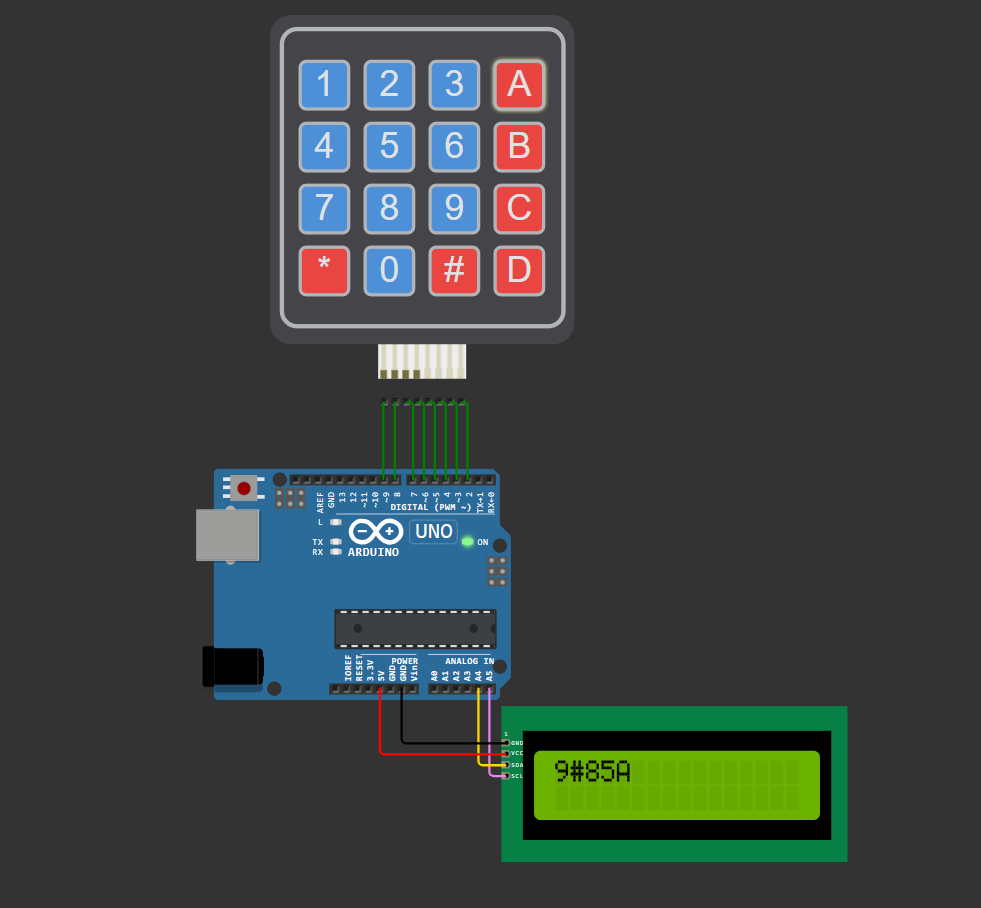 1 2 3 A
4 5 6 B
7 8 9 C
* 0 # D
AREF GND 13 12 ~11 ~10 ~9 8 7 ~6 ~5 4 ~3 2 TX→1 RX←0
DIGITAL (PWM ~)
L
UNO
TX
RX
ARDUINO
ON
POWER
ANALOG IN
IOREF RESET 3.3V 5V GND GND Vin A0 A1 A2 A3 A4 A5
1
GND
VCC
SDA
SCL
9#85A